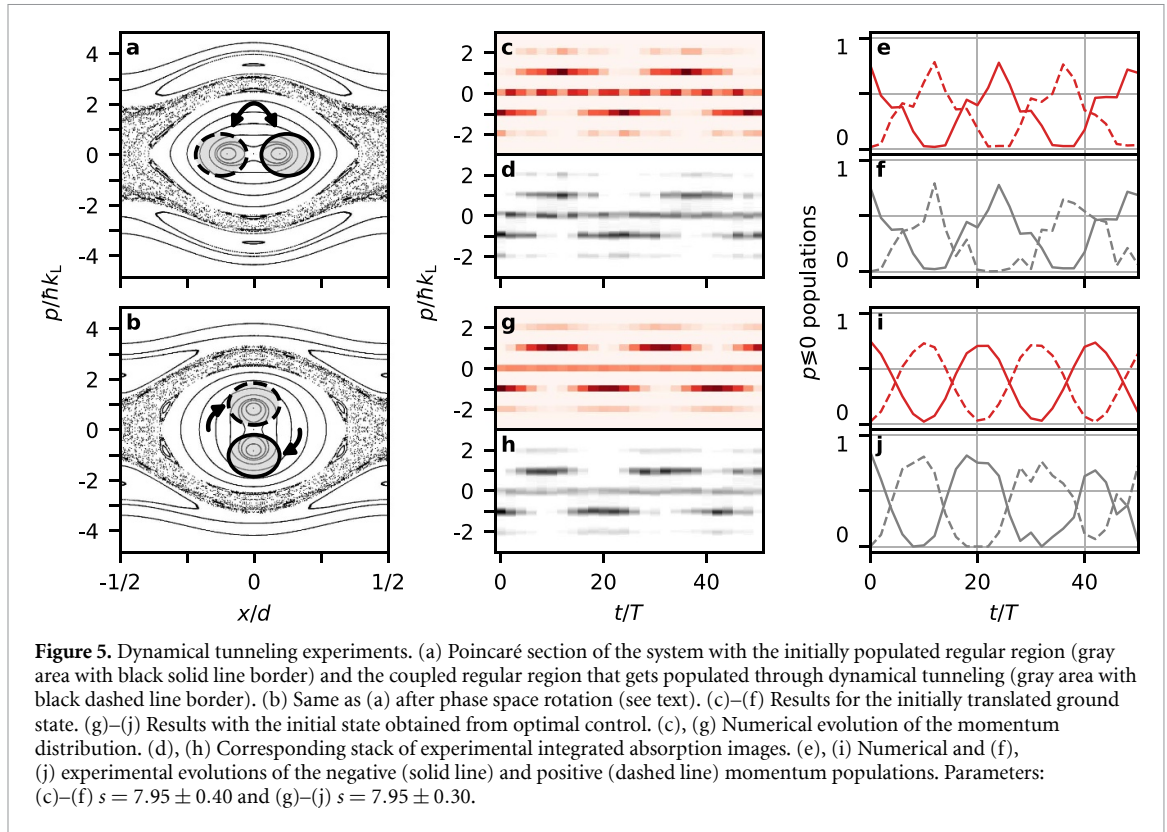 a
4
2
0
-2
-4
p/ħk_L
b
4
2
0
-2
-4
-1/2
0
1/2
x/d
c
2
0
-2
d
2
0
-2
p/ħk_L
g
2
0
-2
h
2
0
-2
0
20
40
t/T
e
1
0
f
1
0
p≶0 populations
i
1
0
j
1
0
0
20
40
t/T
Figure 5. Dynamical tunneling experiments. (a) Poincaré section of the system with the initially populated regular region (gray
area with black solid line border) and the coupled regular region that gets populated through dynamical tunneling (gray area with
black dashed line border). (b) Same as (a) after phase space rotation (see text). (c)–(f) Results for the initially translated ground
state. (g)–(j) Results with the initial state obtained from optimal control. (c), (g) Numerical evolution of the momentum
distribution. (d), (h) Corresponding stack of experimental integrated absorption images. (e), (i) Numerical and (f),
(j) experimental evolutions of the negative (solid line) and positive (dashed line) momentum populations. Parameters:
(c)–(f) s = 7.95 ± 0.40 and (g)–(j) s = 7.95 ± 0.30.